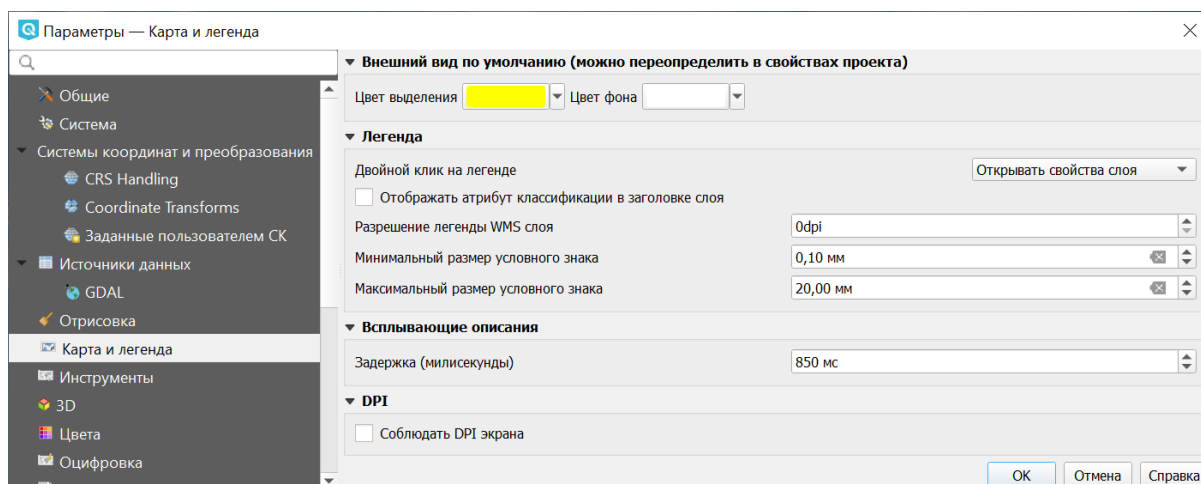 Параметры — Карта и легенда
Общие
Система
Системы координат и преобразования
CRS Handling
Coordinate Transforms
Заданные пользователем СК
Источники данных
GDAL
Отрисовка
Карта и легенда
Инструменты
3D
Цвета
Оцифровка
Внешний вид по умолчанию (можно переопределить в свойствах проекта)
Цвет выделения Цвет фона
Легенда
Двойной клик на легенде Открывать свойства слоя
Отображать атрибут классификации в заголовке слоя
Разрешение легенды WMS слоя 0dpi
Минимальный размер условного знака 0,10 мм
Максимальный размер условного знака 20,00 мм
Всплывающие описания
Задержка (милисекунды) 850 мс
DPI
Соблюдать DPI экрана
OK Отмена Справка